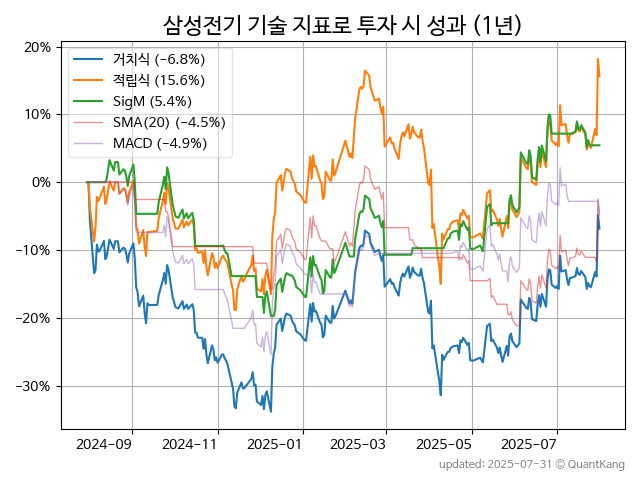 삼성전기 기술 지표로 투자 시 성과 (1년)
20%
10%
0%
−10%
−20%
−30%
거치식 (−6.8%)
적립식 (15.6%)
SigM (5.4%)
SMA(20) (−4.5%)
MACD (−4.9%)
2024-09 2024-11 2025-01 2025-03 2025-05 2025-07
updated: 2025-07-31 © QuantKang